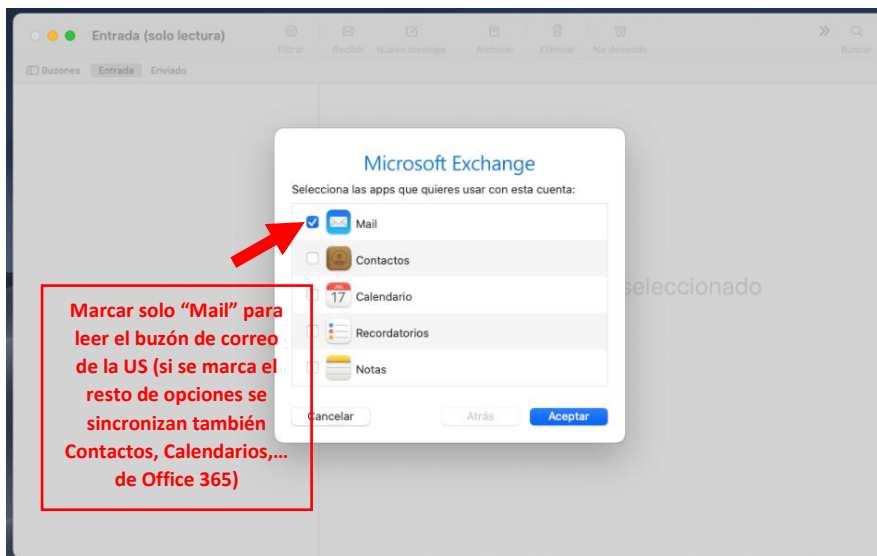 Entrada (solo lectura)
Filtrar Recibir Nuevo mensaje Archivar Eliminar No deseado Buscar
Buzones Entrada Enviado
Microsoft Exchange
Selecciona las apps que quieres usar con esta cuenta:
Mail
Contactos
17 Calendario
Recordatorios
Notas
Cancelar Atrás Aceptar
seleccionado
Marcar solo “Mail” para
leer el buzón de correo
de la US (si se marca el
resto de opciones se
sincronizan también
Contactos, Calendarios,...
de Office 365)